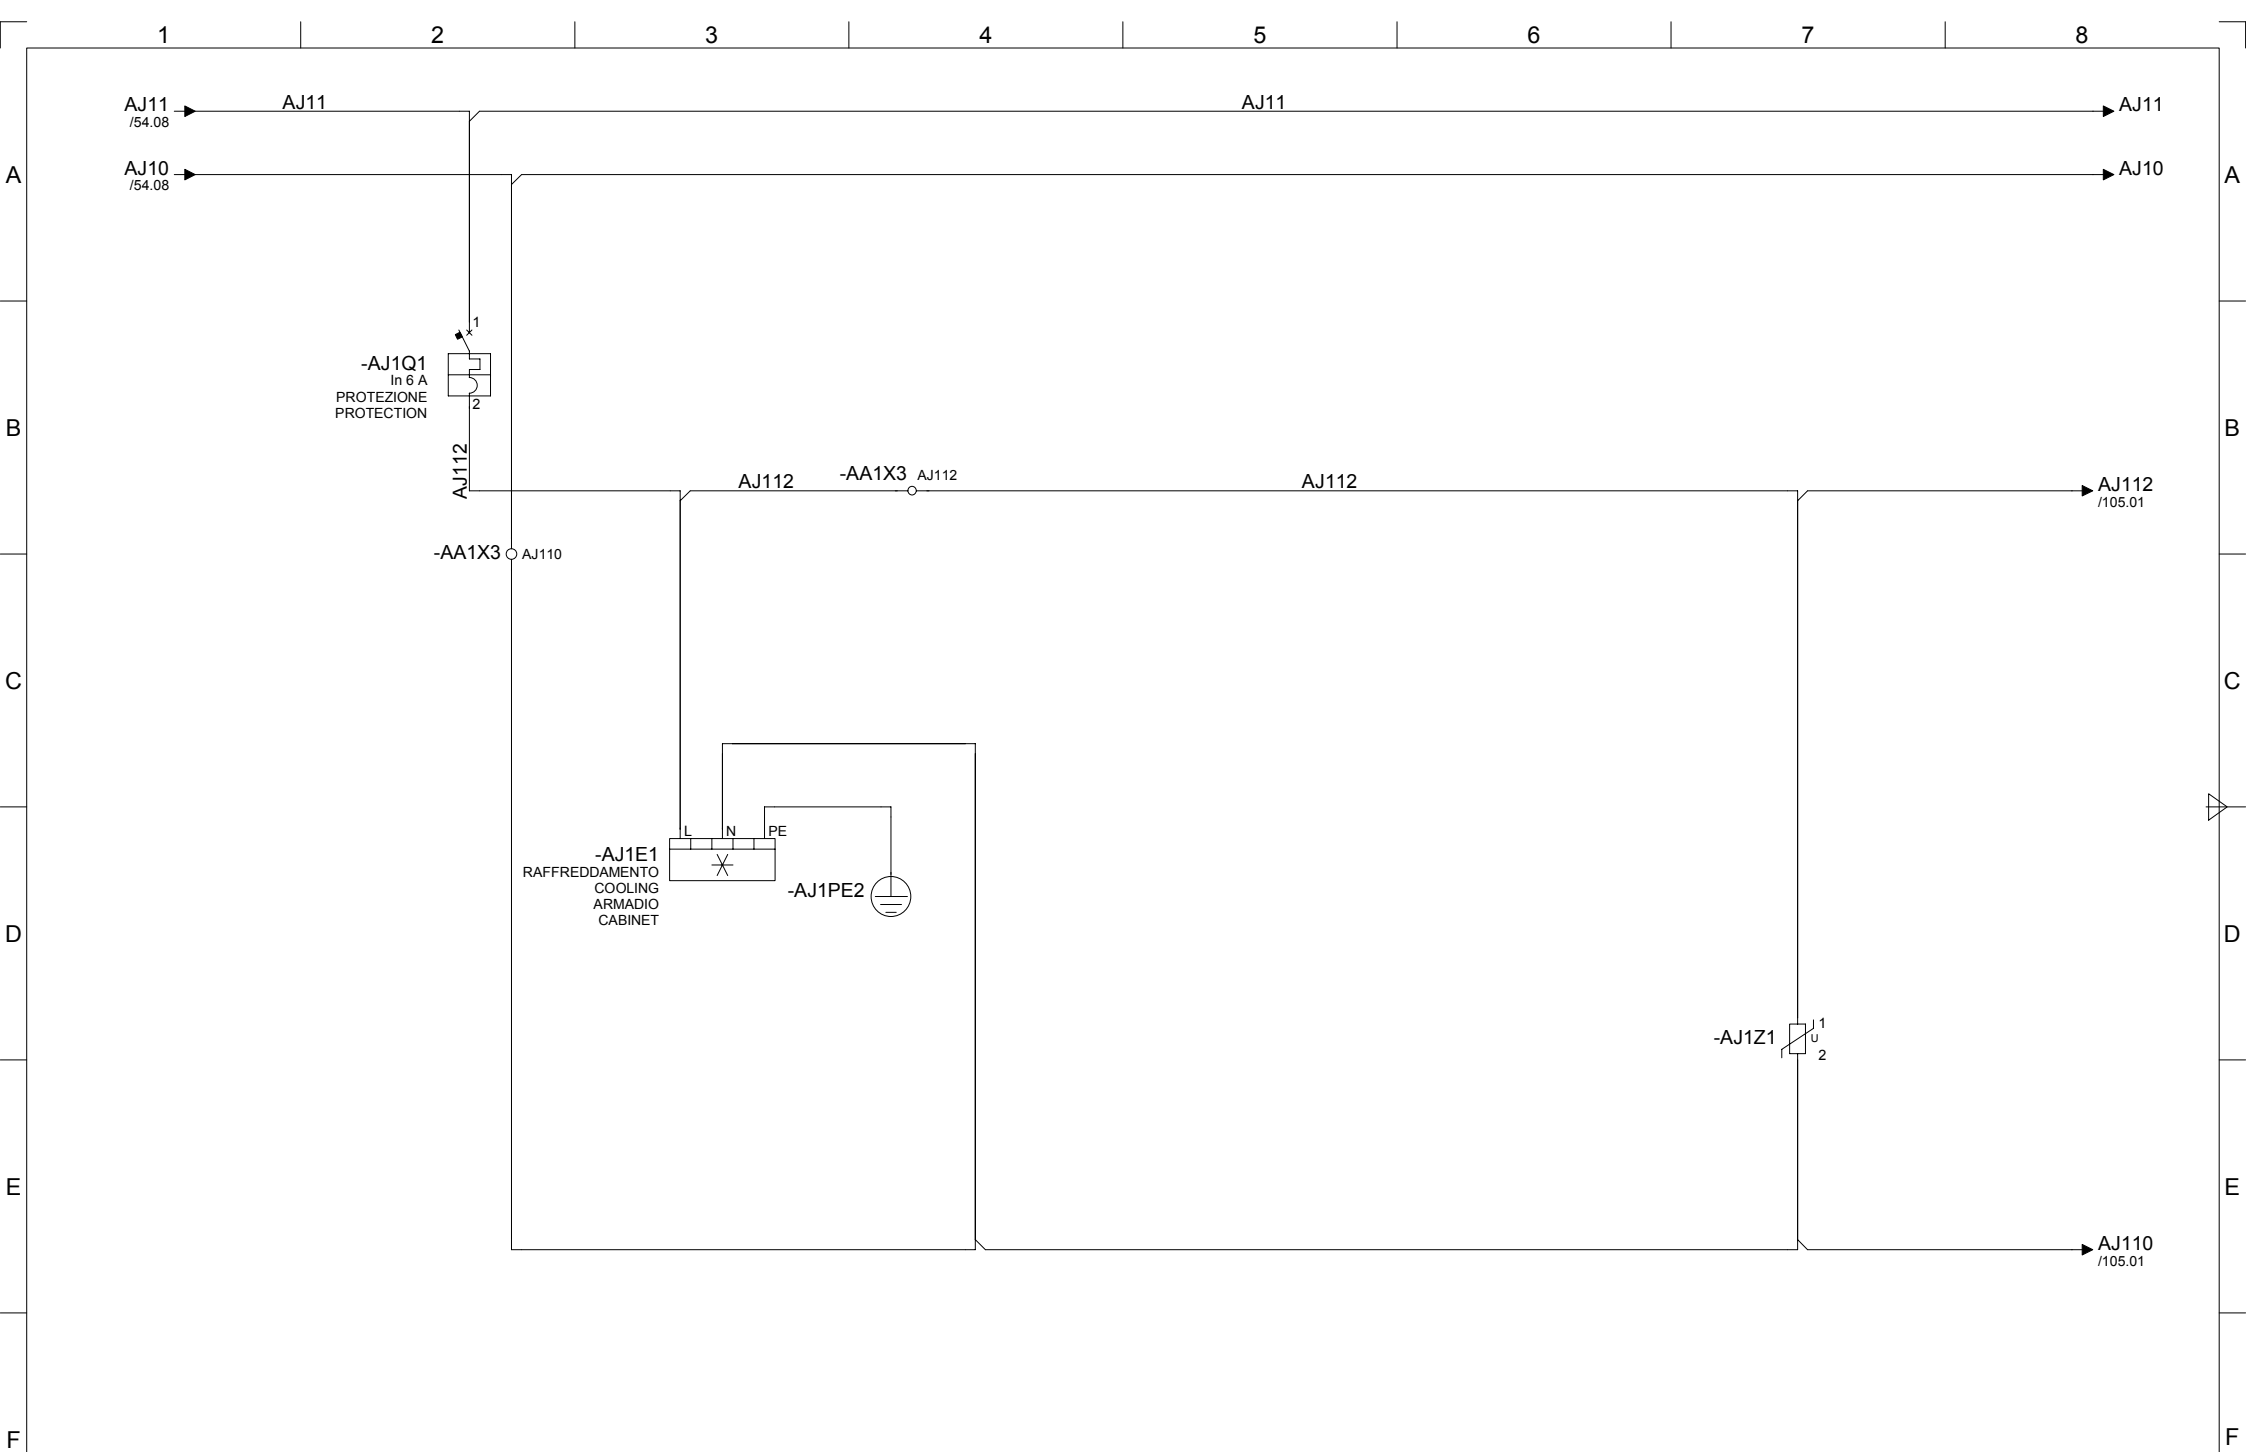 1 2 3 4 5 6 7 8
AJ11 AJ11 AJ11 AJ11
/54.08
A AJ10 AJ10 A
/54.08
1
-AJ1Q1
In 6 A
PROTEZIONE
PROTECTION
2
B B
AJ112
AJ112 -AA1X3 AJ112 AJ112 AJ112
/105.01
-AA1X3 AJ110
C C
L N PE
-AJ1E1
RAFFREDDAMENTO
COOLING
ARMADIO
CABINET
-AJ1PE2
D D
-AJ1Z1 1
U
2
E E
AJ110
/105.01
F F